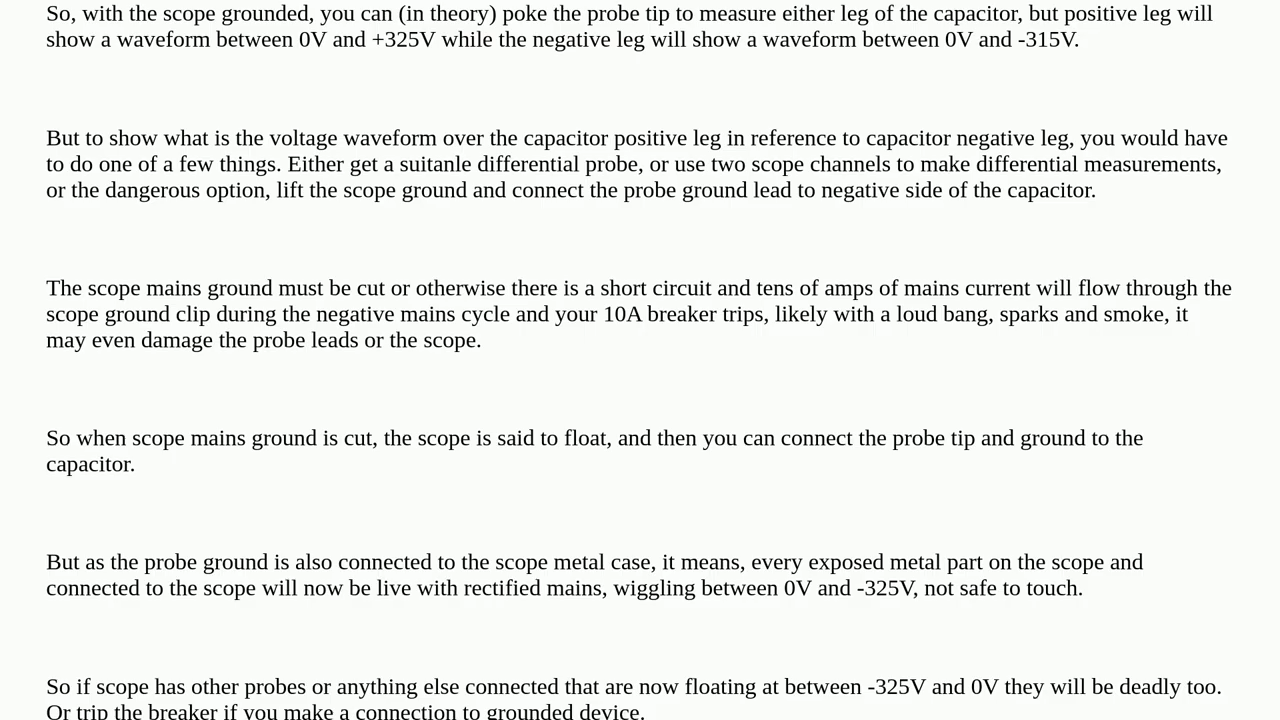 So, with the scope grounded, you can (in theory) poke the probe tip to measure either leg of the capacitor, but positive leg will
show a waveform between 0V and +325V while the negative leg will show a waveform between 0V and -315V.
But to show what is the voltage waveform over the capacitor positive leg in reference to capacitor negative leg, you would have
to do one of a few things. Either get a suitanle differential probe, or use two scope channels to make differential measurements,
or the dangerous option, lift the scope ground and connect the probe ground lead to negative side of the capacitor.
The scope mains ground must be cut or otherwise there is a short circuit and tens of amps of mains current will flow through the
scope ground clip during the negative mains cycle and your 10A breaker trips, likely with a loud bang, sparks and smoke, it
may even damage the probe leads or the scope.
So when scope mains ground is cut, the scope is said to float, and then you can connect the probe tip and ground to the
capacitor.
But as the probe ground is also connected to the scope metal case, it means, every exposed metal part on the scope and
connected to the scope will now be live with rectified mains, wiggling between 0V and -325V, not safe to touch.
So if scope has other probes or anything else connected that are now floating at between -325V and 0V they will be deadly too.
Or trip the breaker if you make a connection to grounded device.